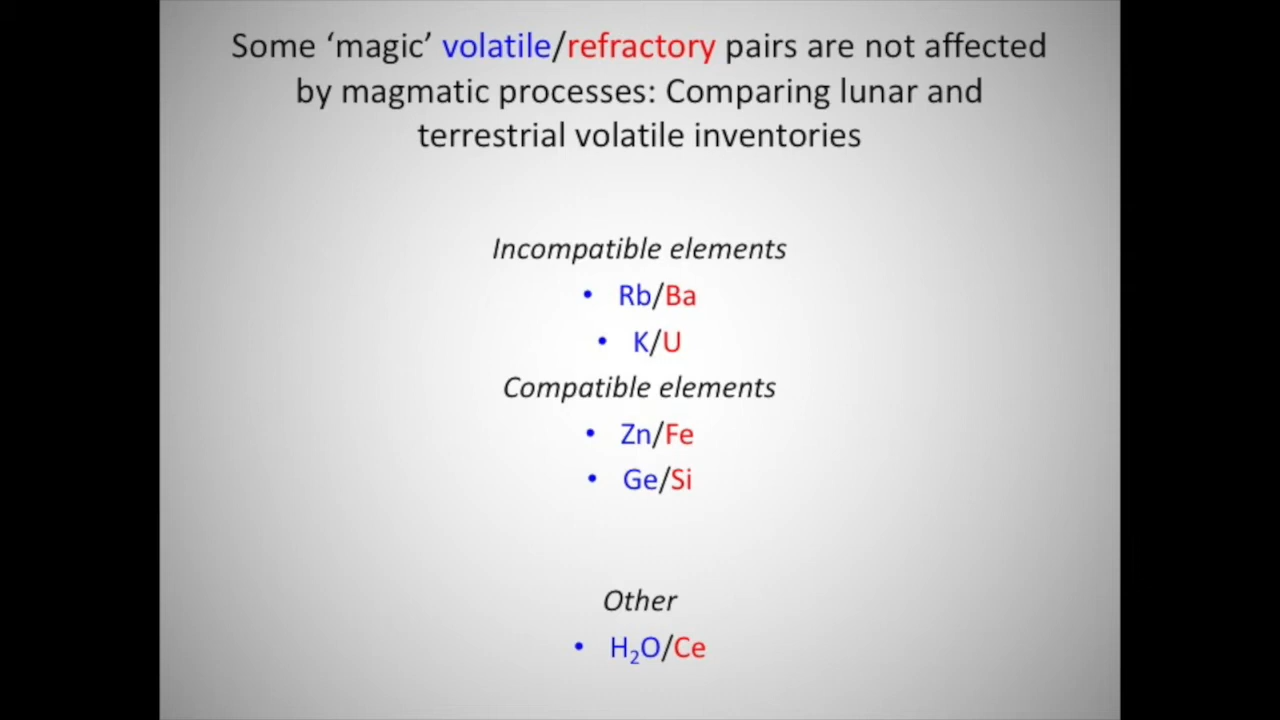 Some ‘magic’ volatile/refractory pairs are not affected
by magmatic processes: Comparing lunar and
terrestrial volatile inventories
Incompatible elements
• Rb/Ba
• K/U
Compatible elements
• Zn/Fe
• Ge/Si
Other
• H₂O/Ce